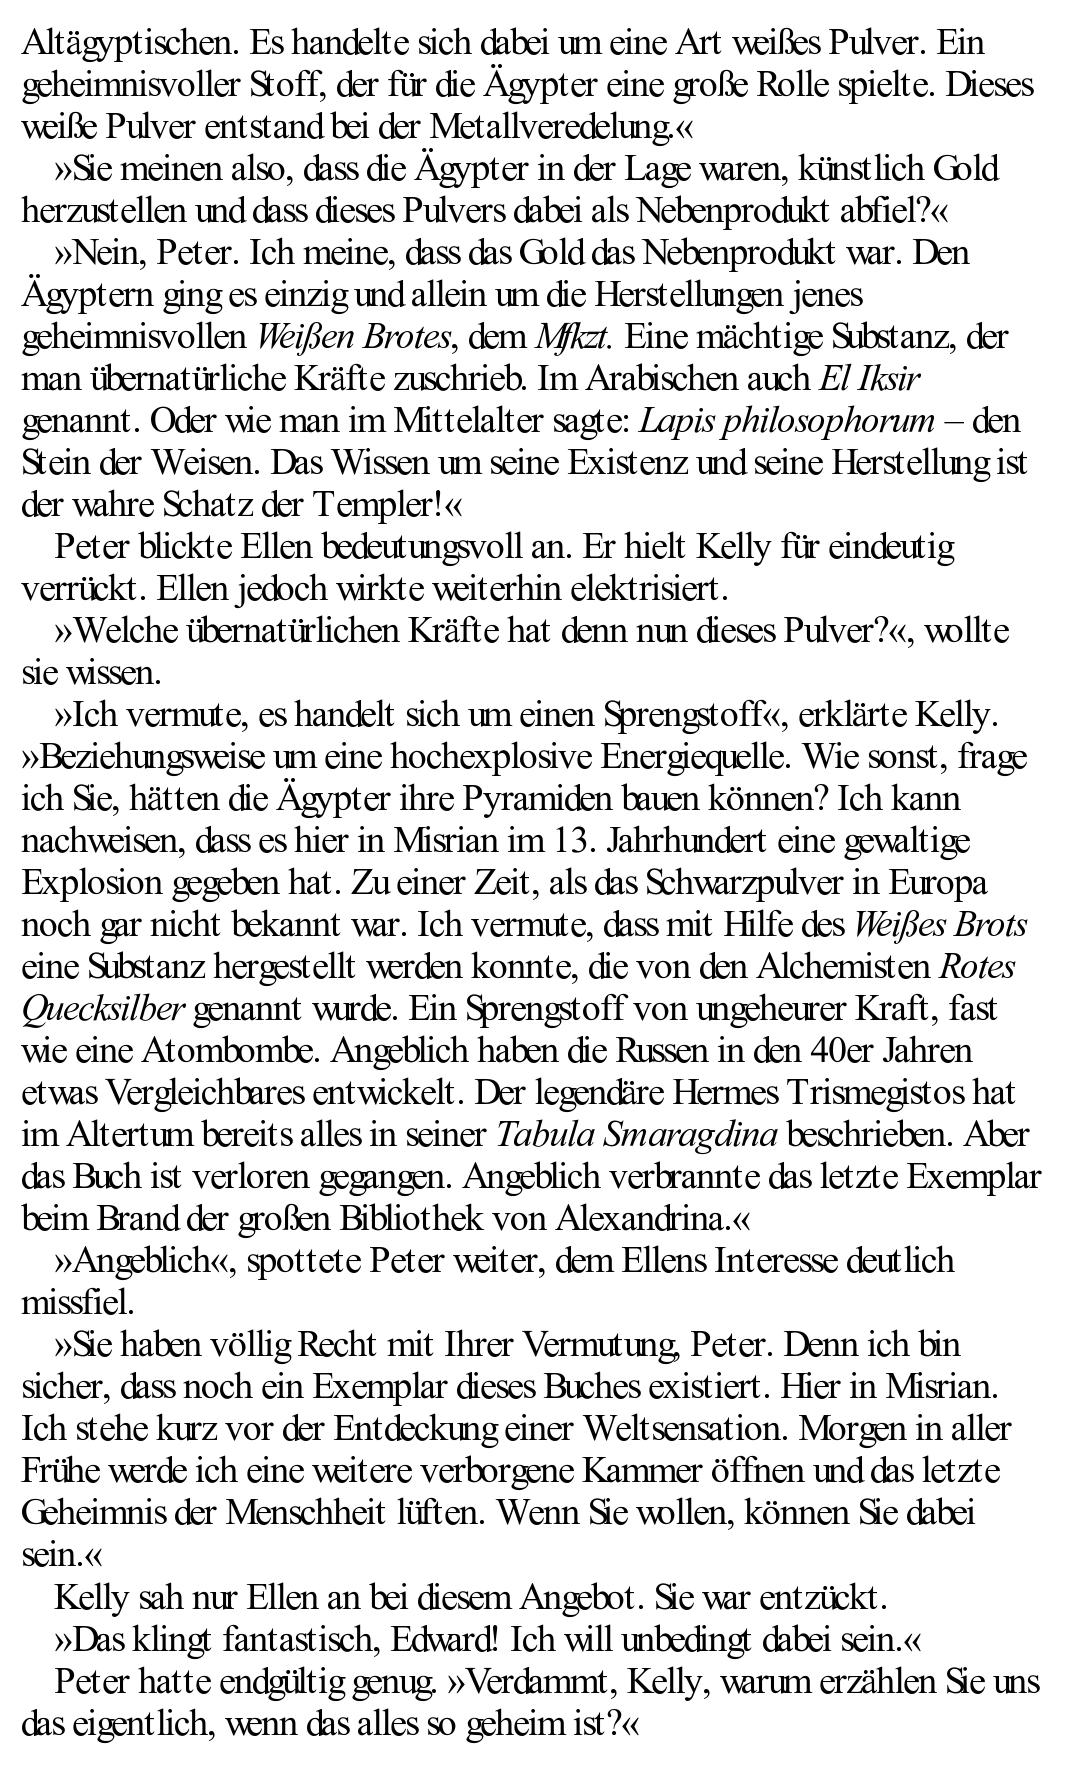 Altägyptischen. Es handelte sich dabei um eine Art weißes Pulver. Ein
geheimnisvoller Stoff, der für die Ägypter eine große Rolle spielte. Dieses
weiße Pulver entstand bei der Metallveredelung.«
»Sie meinen also, dass die Ägypter in der Lage waren, künstlich Gold
herzustellen und dass dieses Pulvers dabei als Nebenprodukt abfiel?«
»Nein, Peter. Ich meine, dass das Gold das Nebenprodukt war. Den
Ägyptern ging es einzig und allein um die Herstellungen jenes
geheimnisvollen Weißen Brotes, dem Mfkzt. Eine mächtige Substanz, der
man übernatürliche Kräfte zuschrieb. Im Arabischen auch El Iksir
genannt. Oder wie man im Mittelalter sagte: Lapis philosophorum – den
Stein der Weisen. Das Wissen um seine Existenz und seine Herstellung ist
der wahre Schatz der Templer!«
Peter blickte Ellen bedeutungsvoll an. Er hielt Kelly für eindeutig
verrückt. Ellen jedoch wirkte weiterhin elektrisiert.
»Welche übernatürlichen Kräfte hat denn nun dieses Pulver?«, wollte
sie wissen.
»Ich vermute, es handelt sich um einen Sprengstoff«, erklärte Kelly.
»Beziehungsweise um eine hochexplosive Energiequelle. Wie sonst, frage
ich Sie, hätten die Ägypter ihre Pyramiden bauen können? Ich kann
nachweisen, dass es hier in Misrian im 13. Jahrhundert eine gewaltige
Explosion gegeben hat. Zu einer Zeit, als das Schwarzpulver in Europa
noch gar nicht bekannt war. Ich vermute, dass mit Hilfe des Weißes Brots
eine Substanz hergestellt werden konnte, die von den Alchemisten Rotes
Quecksilber genannt wurde. Ein Sprengstoff von ungeheurer Kraft, fast
wie eine Atombombe. Angeblich haben die Russen in den 40er Jahren
etwas Vergleichbares entwickelt. Der legendäre Hermes Trismegistos hat
im Altertum bereits alles in seiner Tabula Smaragdina beschrieben. Aber
das Buch ist verloren gegangen. Angeblich verbrannte das letzte Exemplar
beim Brand der großen Bibliothek von Alexandrina.«
»Angeblich«, spottete Peter weiter, dem Ellens Interesse deutlich
missfiel.
»Sie haben völlig Recht mit Ihrer Vermutung, Peter. Denn ich bin
sicher, dass noch ein Exemplar dieses Buches existiert. Hier in Misrian.
Ich stehe kurz vor der Entdeckung einer Weltsensation. Morgen in aller
Frühe werde ich eine weitere verborgene Kammer öffnen und das letzte
Geheimnis der Menschheit lüften. Wenn Sie wollen, können Sie dabei
sein.«
Kelly sah nur Ellen an bei diesem Angebot. Sie war entzückt.
»Das klingt fantastisch, Edward! Ich will unbedingt dabei sein.«
Peter hatte endgültig genug. »Verdammt, Kelly, warum erzählen Sie uns
das eigentlich, wenn das alles so geheim ist?«